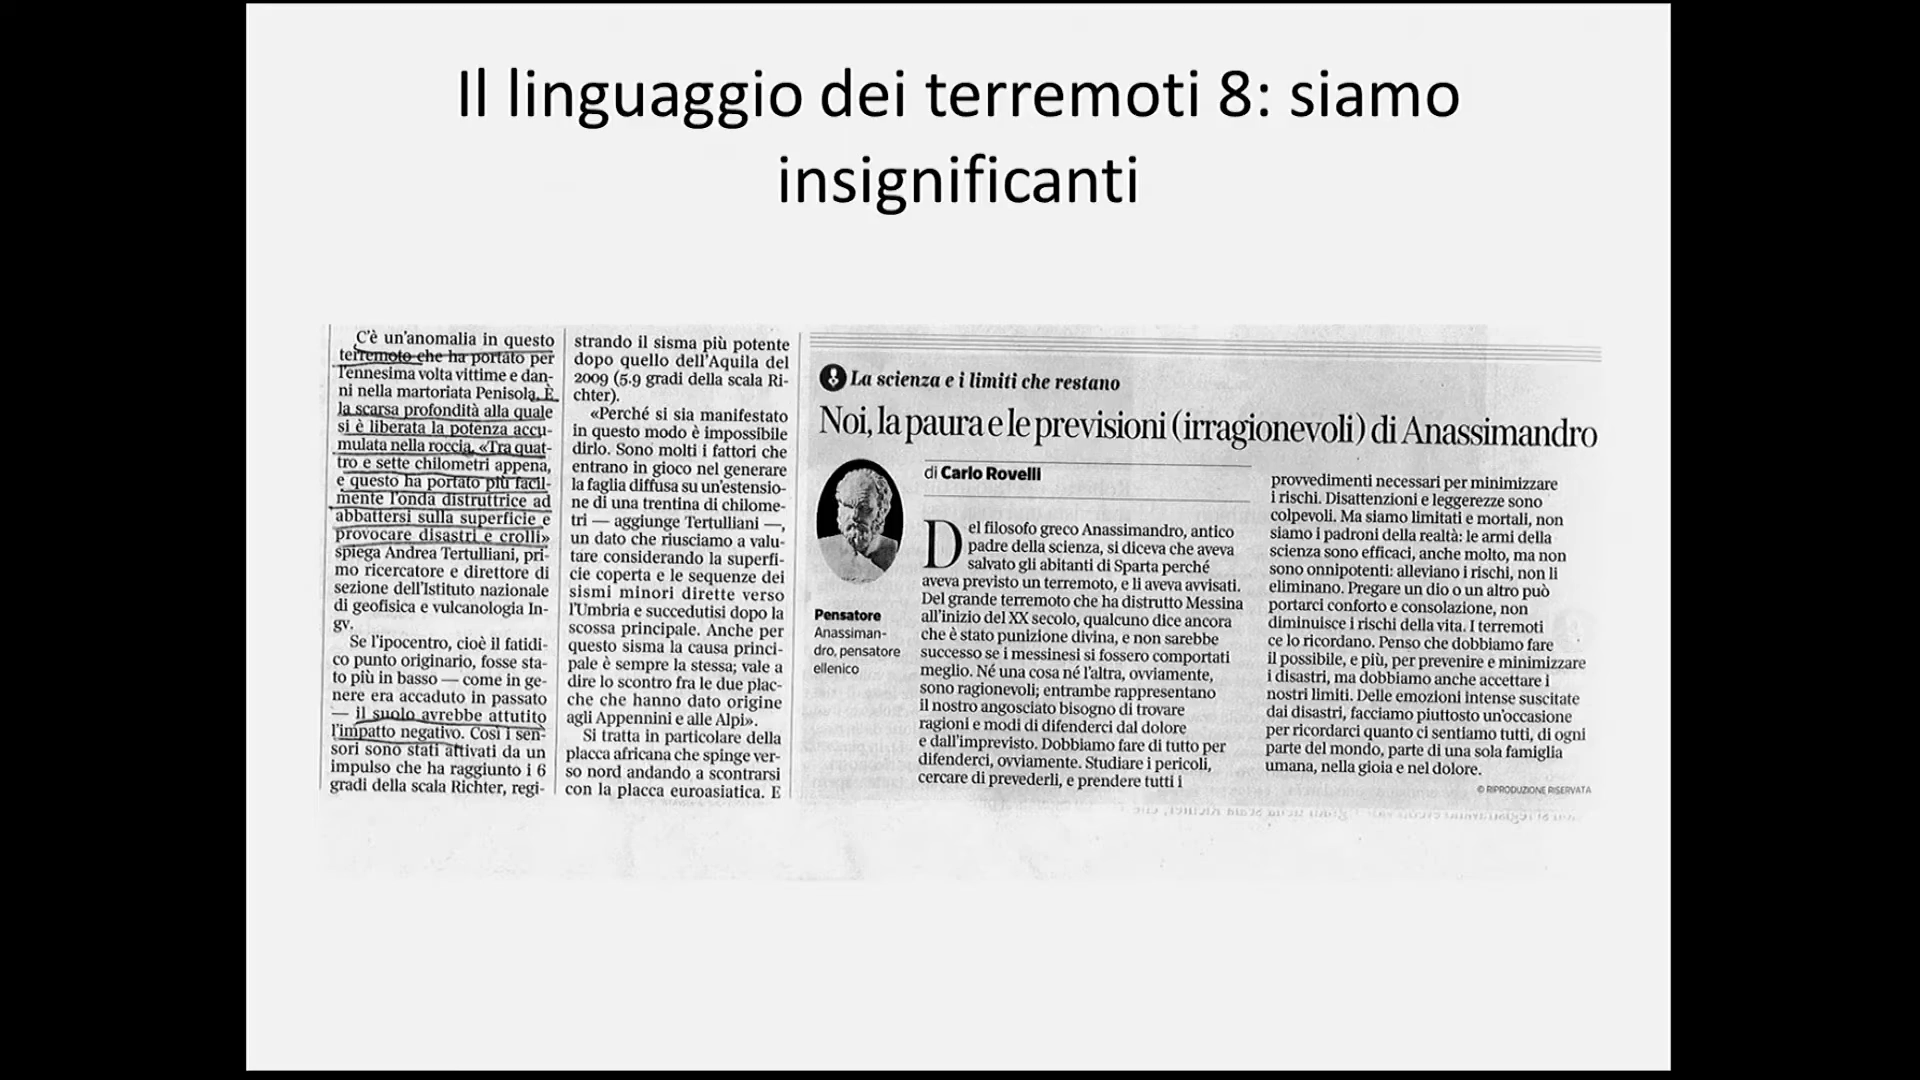 Il linguaggio dei terremoti 8: siamo
insignificanti
C'è un'anomalia in questo
terremoto che ha portato per
l'ennesima volta vittime e dan-
ni nella martoriata Penisola. È
la scarsa profondità alla quale
si è liberata la potenza accu-
mulata nella roccia. «Tra quat-
tro e sette chilometri appena,
e questo ha portato più facil-
mente l'onda distruttrice ad
abbattersi sulla superficie e
provocare disastri e crolli»
spiega Andrea Tertulliani, pri-
mo ricercatore e direttore di
sezione dell'Istituto nazionale
di geofisica e vulcanologia In-
gv.
Se l'ipocentro, cioè il fatidi-
co punto originario, fosse sta-
to più in basso — come in ge-
nere era accaduto in passato
— il suolo avrebbe attutito
l'impatto negativo. Così i sen-
sori sono stati attivati da un
impulso che ha raggiunto i 6
gradi della scala Richter, regi-
strando il sisma più potente
dopo quello dell'Aquila del
2009 (5.9 gradi della scala Ri-
chter).
«Perché si sia manifestato
in questo modo è impossibile
dirlo. Sono molti i fattori che
entrano in gioco nel generare
la faglia diffusa su un'estensio-
ne di una trentina di chilome-
tri — aggiunge Tertulliani —,
un dato che riusciamo a valu-
tare considerando la superfi-
cie coperta e le sequenze dei
sismi minori dirette verso
l'Umbria e succedutisi dopo la
scossa principale. Anche per
questo sisma la causa princi-
pale è sempre la stessa; vale a
dire lo scontro fra le due plac-
che che hanno dato origine
agli Appennini e alle Alpi».
Si tratta in particolare della
placca africana che spinge ver-
so nord andando a scontrarsi
con la placca euroasiatica. E
La scienza e i limiti che restano
Noi, la paura e le previsioni (irragionevoli) di Anassimandro
Pensatore
Anassiman-
dro, pensatore
ellenico
di Carlo Rovelli
Del filosofo greco Anassimandro, antico
padre della scienza, si diceva che aveva
salvato gli abitanti di Sparta perché
aveva previsto un terremoto, e li aveva avvisati.
Del grande terremoto che ha distrutto Messina
all'inizio del XX secolo, qualcuno dice ancora
che è stato punizione divina, e non sarebbe
successo se i messinesi si fossero comportati
meglio. Né una cosa né l'altra, ovviamente,
sono ragionevoli; entrambe rappresentano
il nostro angosciato bisogno di trovare
ragioni e modi di difenderci dal dolore
e dall'imprevisto. Dobbiamo fare di tutto per
difenderci, ovviamente. Studiare i pericoli,
cercare di prevederli, e prendere tutti i
provvedimenti necessari per minimizzare
i rischi. Disattenzioni e leggerezze sono
colpevoli. Ma siamo limitati e mortali, non
siamo i padroni della realtà: le armi della
scienza sono efficaci, anche molto, ma non
sono onnipotenti: alleviano i rischi, non li
eliminano. Pregare un dio o un altro può
portarci conforto e consolazione, non
diminuisce i rischi della vita. I terremoti
ce lo ricordano. Penso che dobbiamo fare
il possibile, e più, per prevenire e minimizzare
i disastri, ma dobbiamo anche accettare i
nostri limiti. Delle emozioni intense suscitate
dai disastri, facciamo piuttosto un'occasione
per ricordarci quanto ci sentiamo tutti, di ogni
parte del mondo, parte di una sola famiglia
umana, nella gioia e nel dolore.
© RIPRODUZIONE RISERVATA